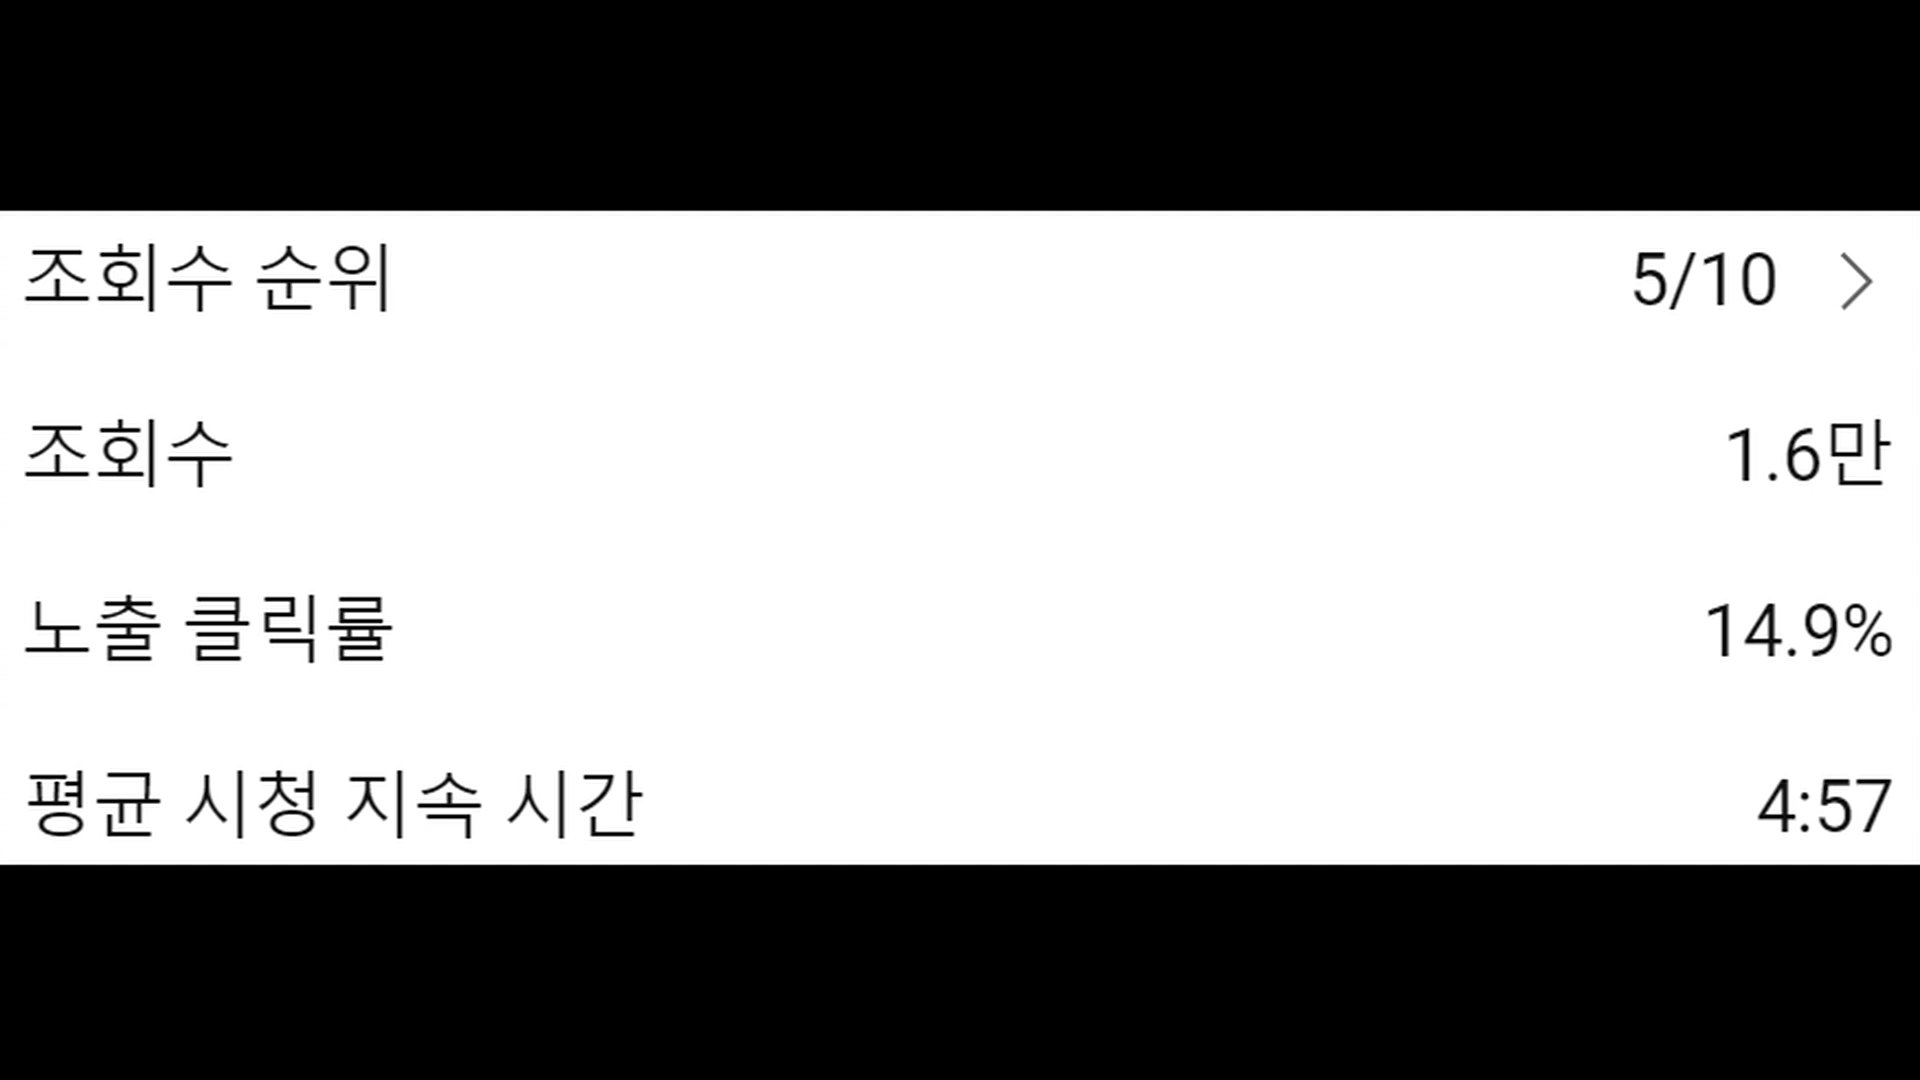 조회수 순위 5/10
조회수 1.6만
노출 클릭률 14.9%
평균 시청 지속 시간 4:57